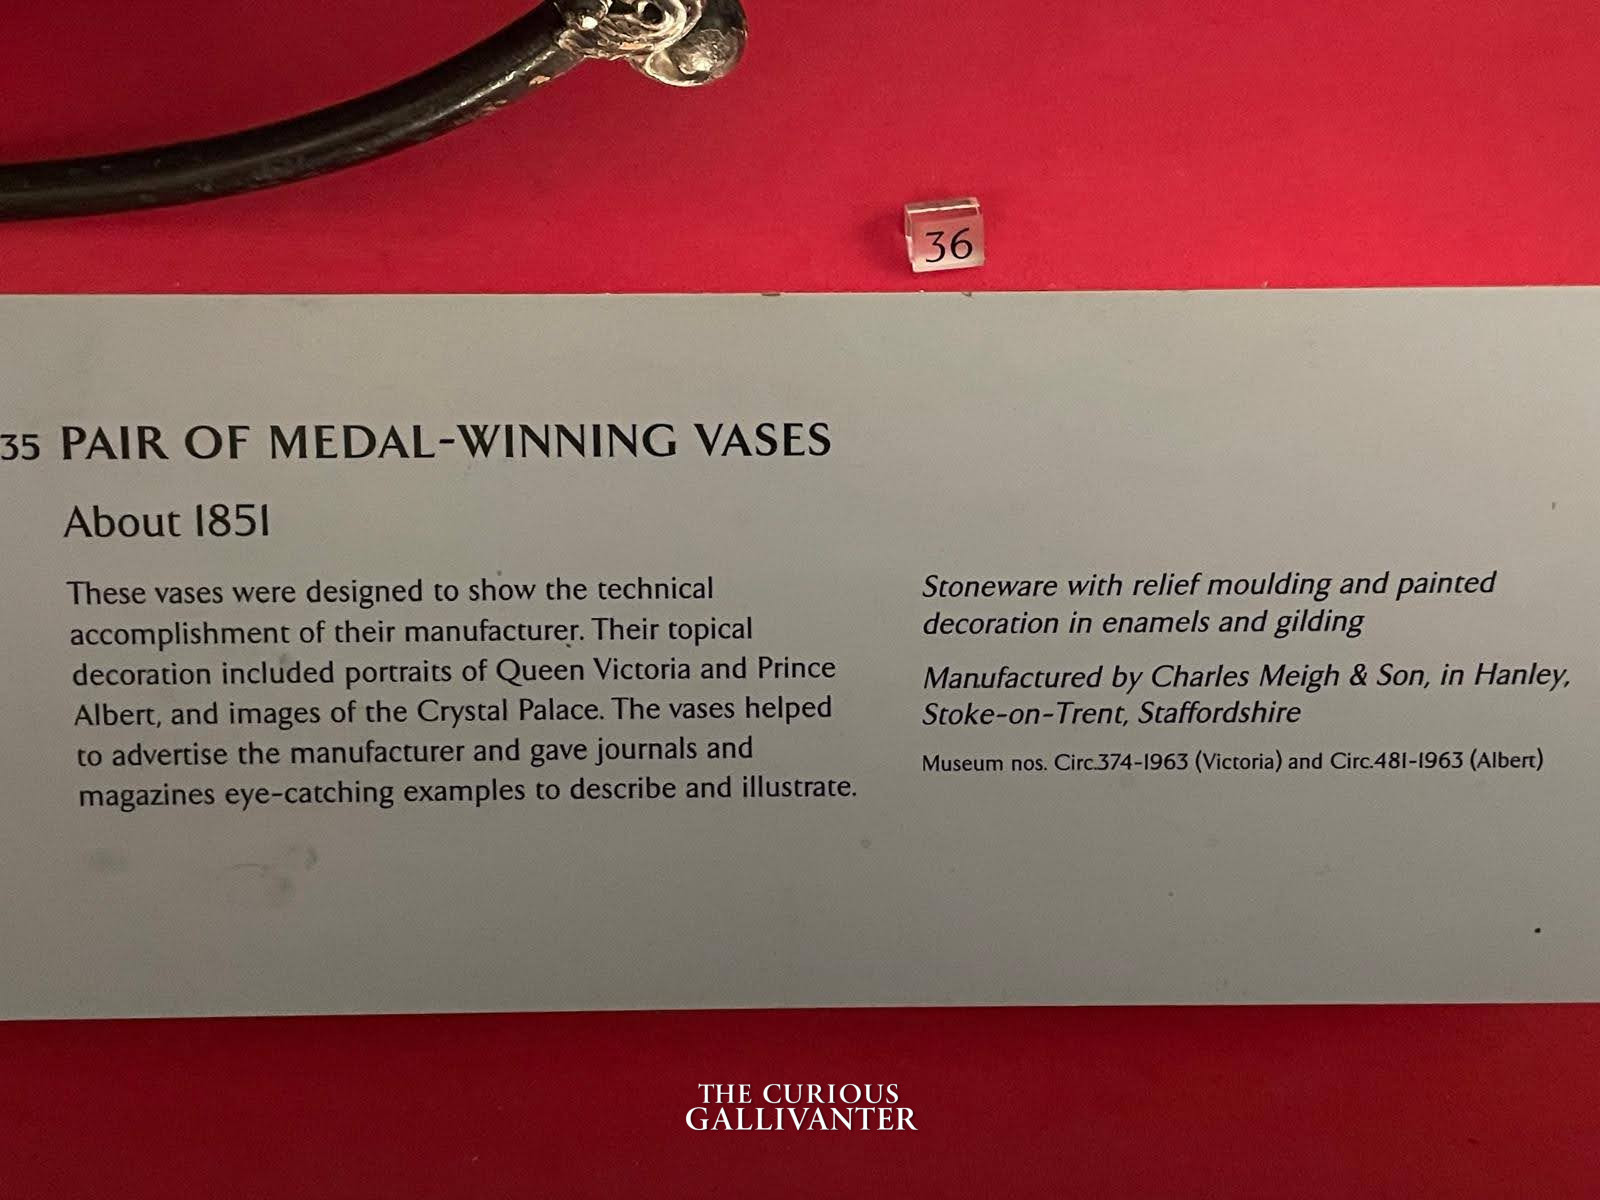 36
35 PAIR OF MEDAL-WINNING VASES
About 1851
These vases were designed to show the technical
accomplishment of their manufacturer. Their topical
decoration included portraits of Queen Victoria and Prince
Albert, and images of the Crystal Palace. The vases helped
to advertise the manufacturer and gave journals and
magazines eye-catching examples to describe and illustrate.
Stoneware with relief moulding and painted
decoration in enamels and gilding
Manufactured by Charles Meigh & Son, in Hanley,
Stoke-on-Trent, Staffordshire
Museum nos. Circ.374-1963 (Victoria) and Circ.481-1963 (Albert)
THE CURIOUS
GALLIVANTER